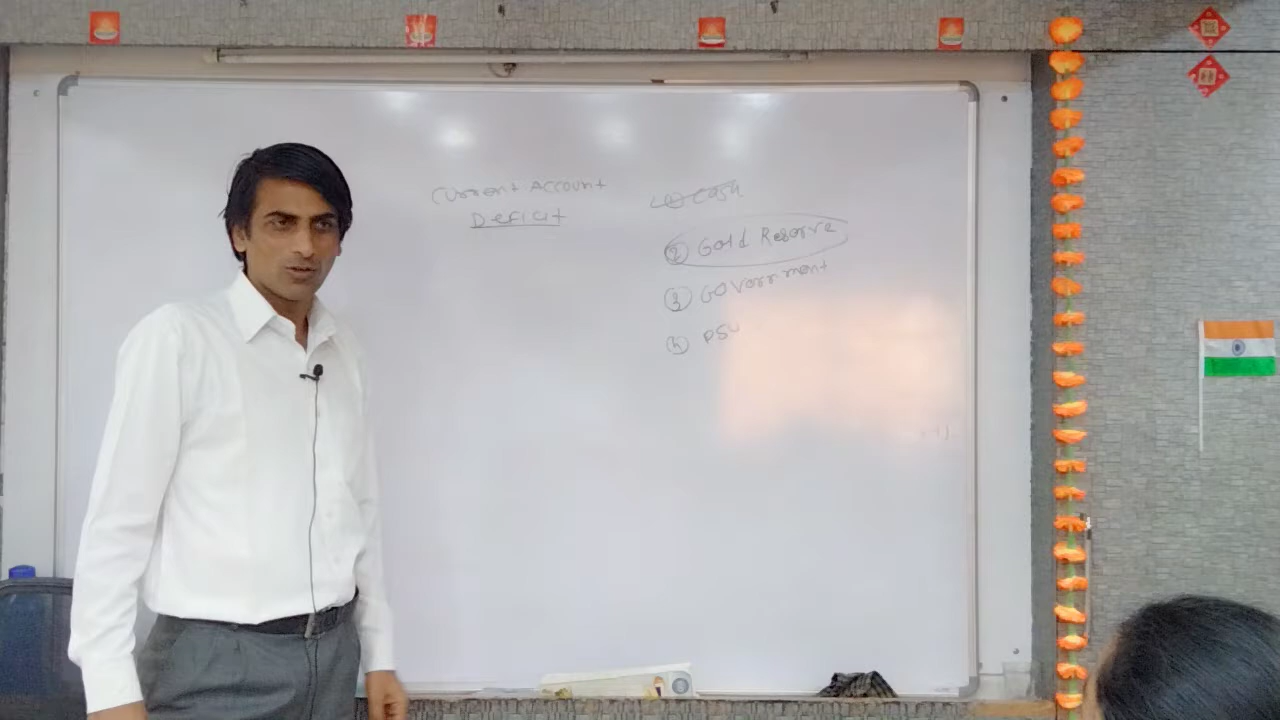 Current Account
Deficit
Cash
② Gold Reserve
③ Government
④ PSU